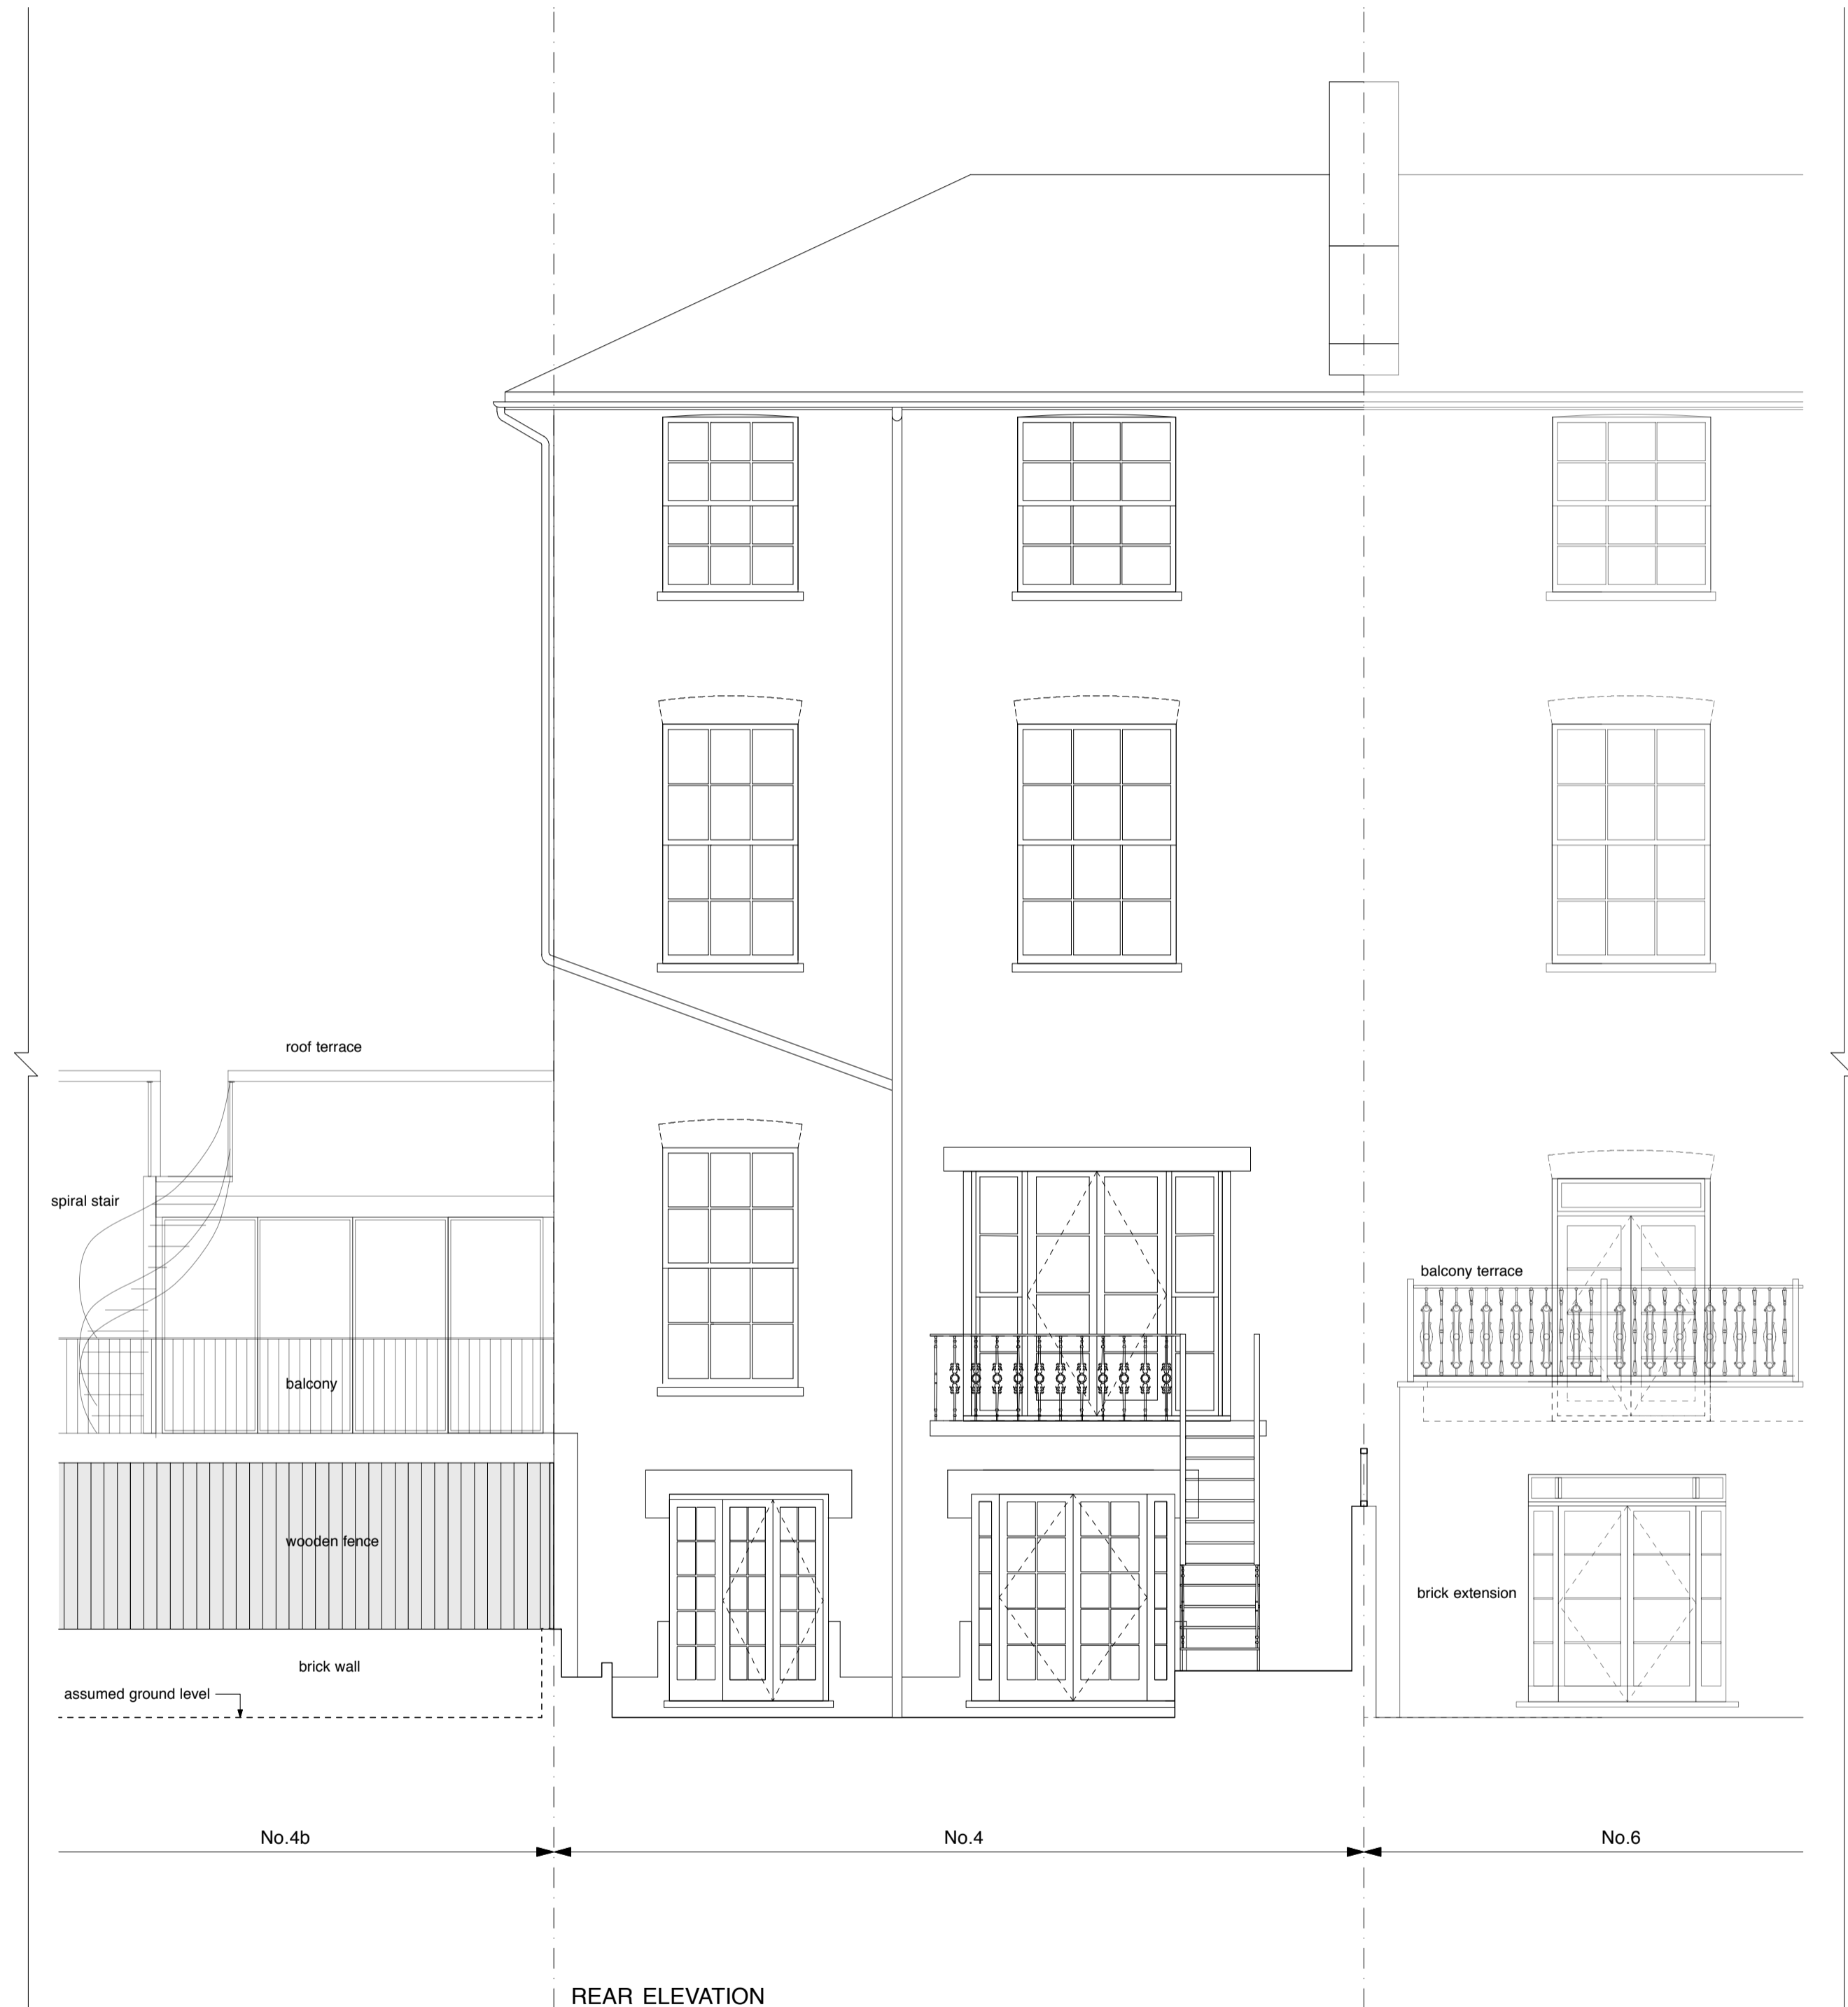 roof terrace
spiral stair
balcony terrace
balcony
wooden fence
brick extension
brick wall
assumed ground level
No.4b
No.4
No.6
REAR ELEVATION